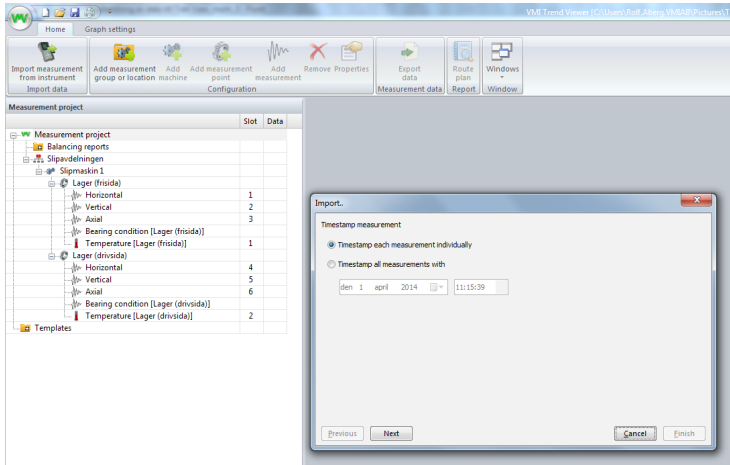 VMI Trend Viewer [C:\Users\Rolf.Aberg.VMIAB\Pictures\T
Home Graph settings
Import measurement from instrument
Add measurement group or location
Add machine
Add measurement point
Add measurement
Remove
Properties
Export data
Route plan
Windows
Import data
Configuration
Measurement data
Report
Window
Measurement project
Slot Data
Measurement project
Balancing reports
Slipavdelningen
Slipmaskin 1
Lager (frisida)
Horizontal 1
Vertical 2
Axial 3
Bearing condition [Lager (frisida)]
Temperature [Lager (frisida)] 1
Lager (drivsida)
Horizontal 4
Vertical 5
Axial 6
Bearing condition [Lager (drivsida)]
Temperature [Lager (drivsida)] 2
Templates
Import..
Timestamp measurement
Timestamp each measurement individually
Timestamp all measurements with
den 1 april 2014 11:15:39
Previous Next Cancel Finish